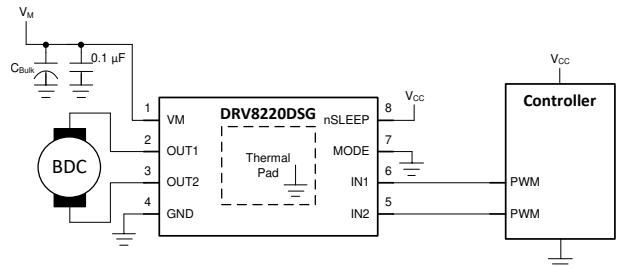 VM
CBulk
0.1 µF
BDC
DRV8220DSG
1 VM
2 OUT1
3 OUT2
4 GND
Thermal
Pad
nSLEEP 8
VCC
MODE 7
IN1 6
IN2 5
VCC
Controller
PWM
PWM